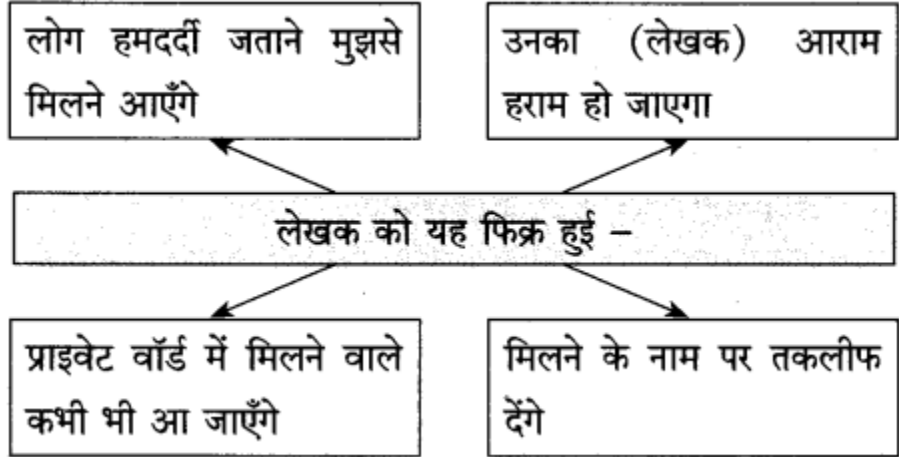 लोग हमदर्दी जताने मुझसे
मिलने आएँगे
उनका (लेखक) आराम
हराम हो जाएगा
लेखक को यह फिक्र हुई –
प्राइवेट वॉर्ड में मिलने वाले
कभी भी आ जाएँगे
मिलने के नाम पर तकलीफ
देंगे